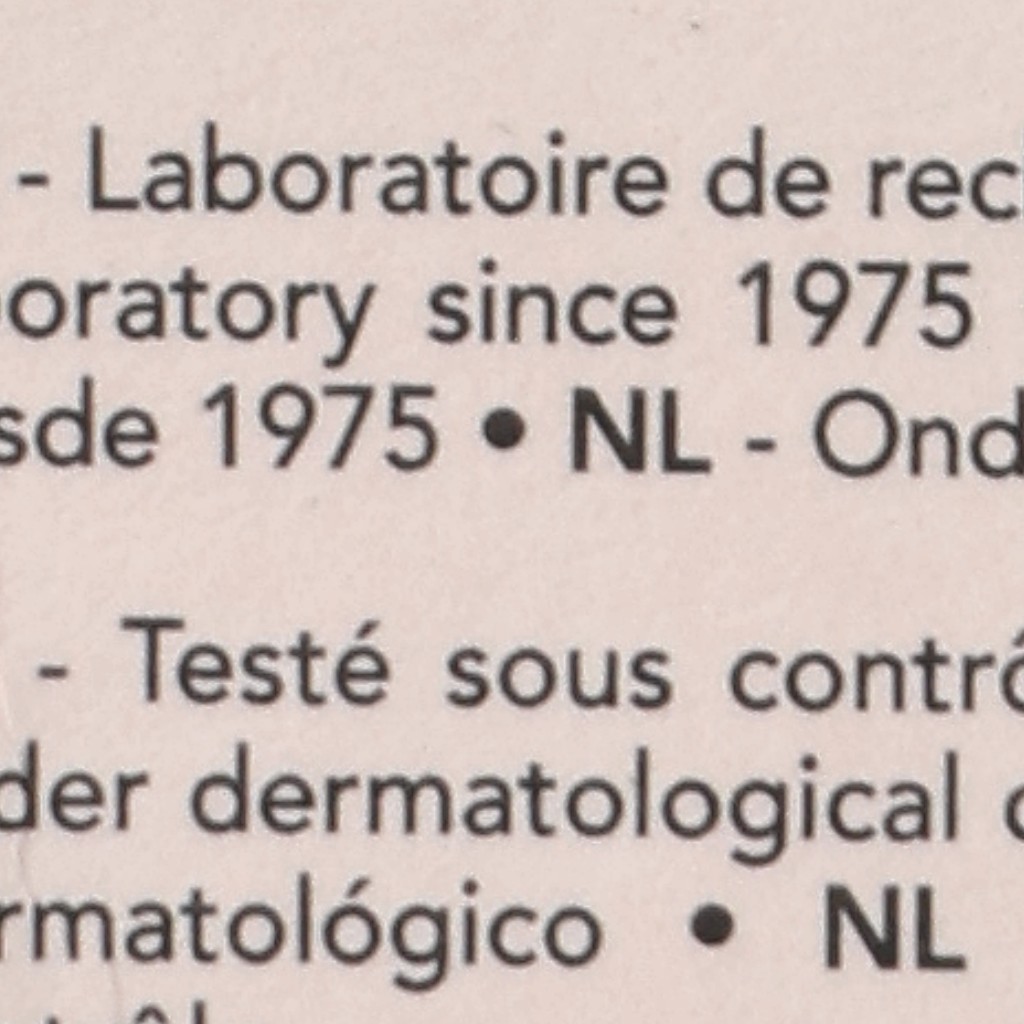 - Laboratoire de rec
oratory since 1975
sde 1975 • NL - Ond
- Testé sous contrô
der dermatological
rmatológico • NL